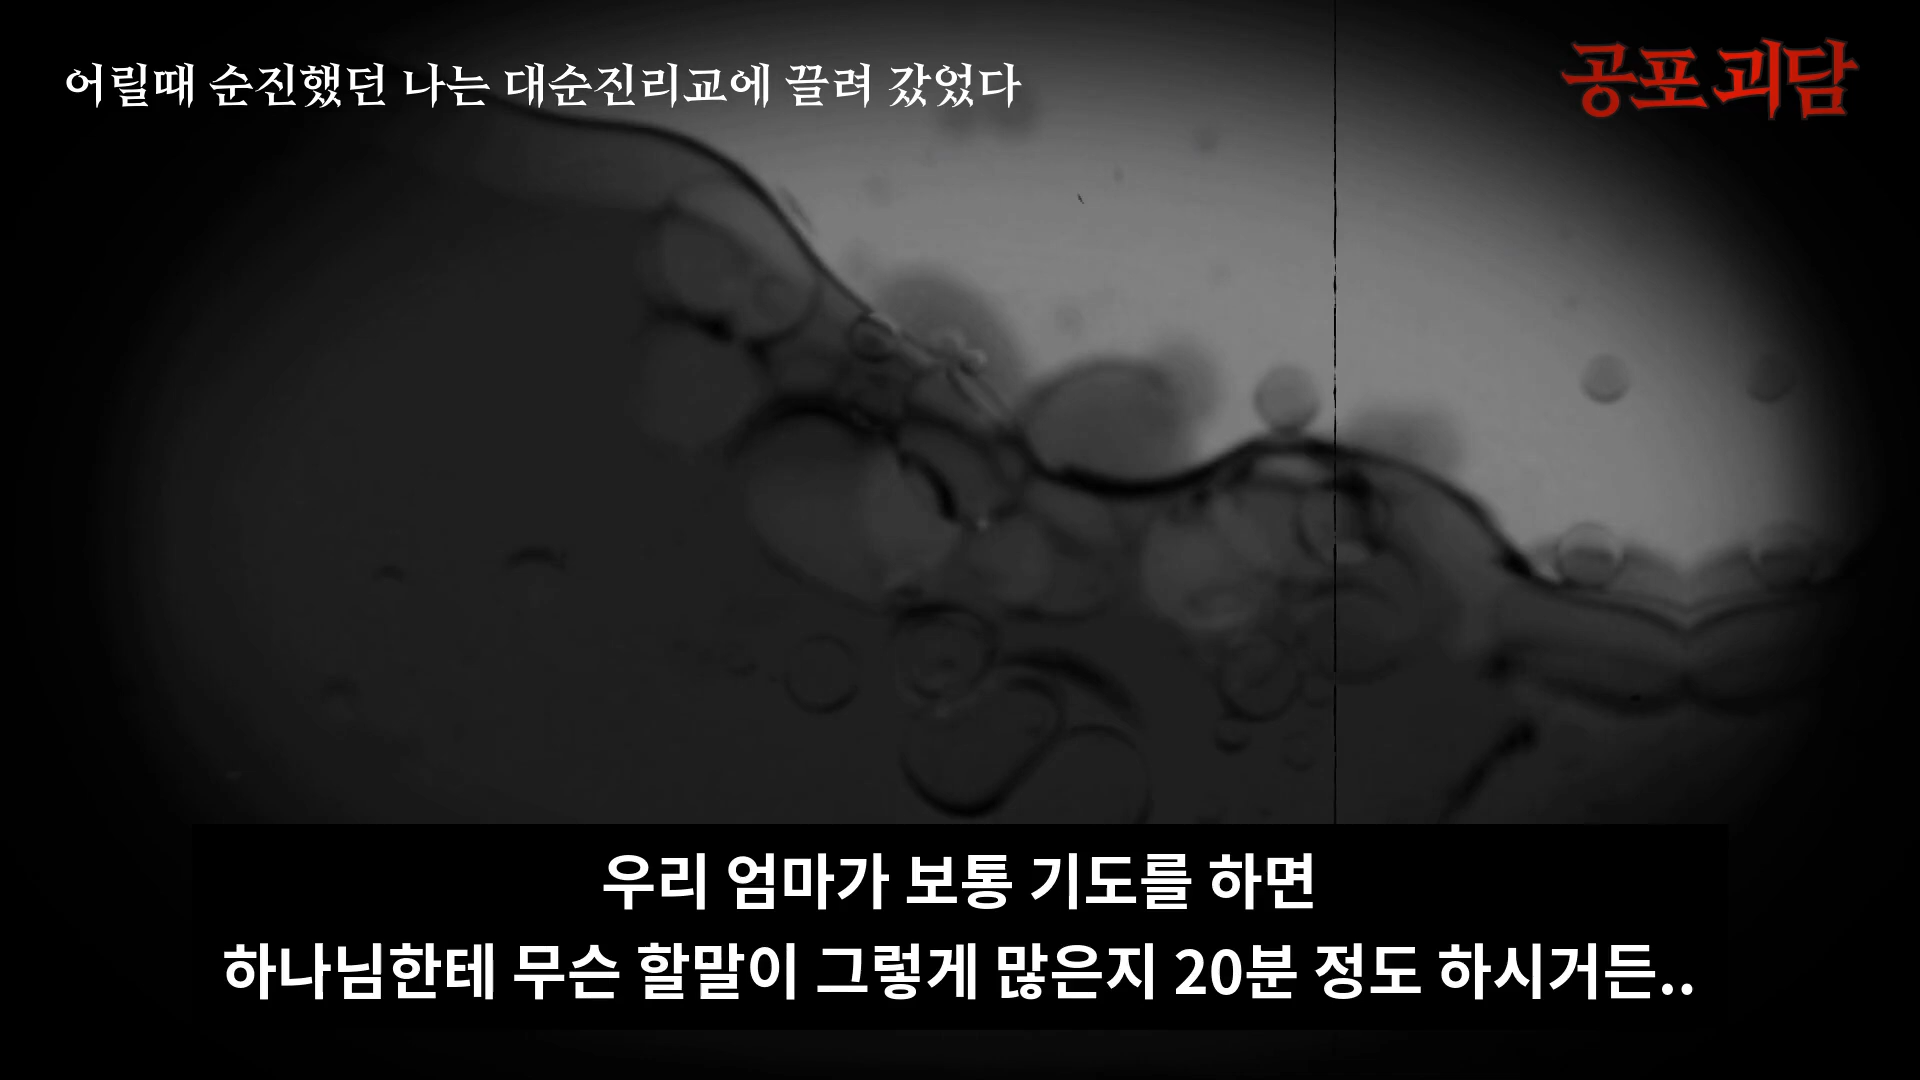 어릴때 순진했던 나는 대순진리교에 끌려 갔었다
공포괴담
우리 엄마가 보통 기도를 하면
하나님한테 무슨 할말이 그렇게 많은지 20분 정도 하시거든..